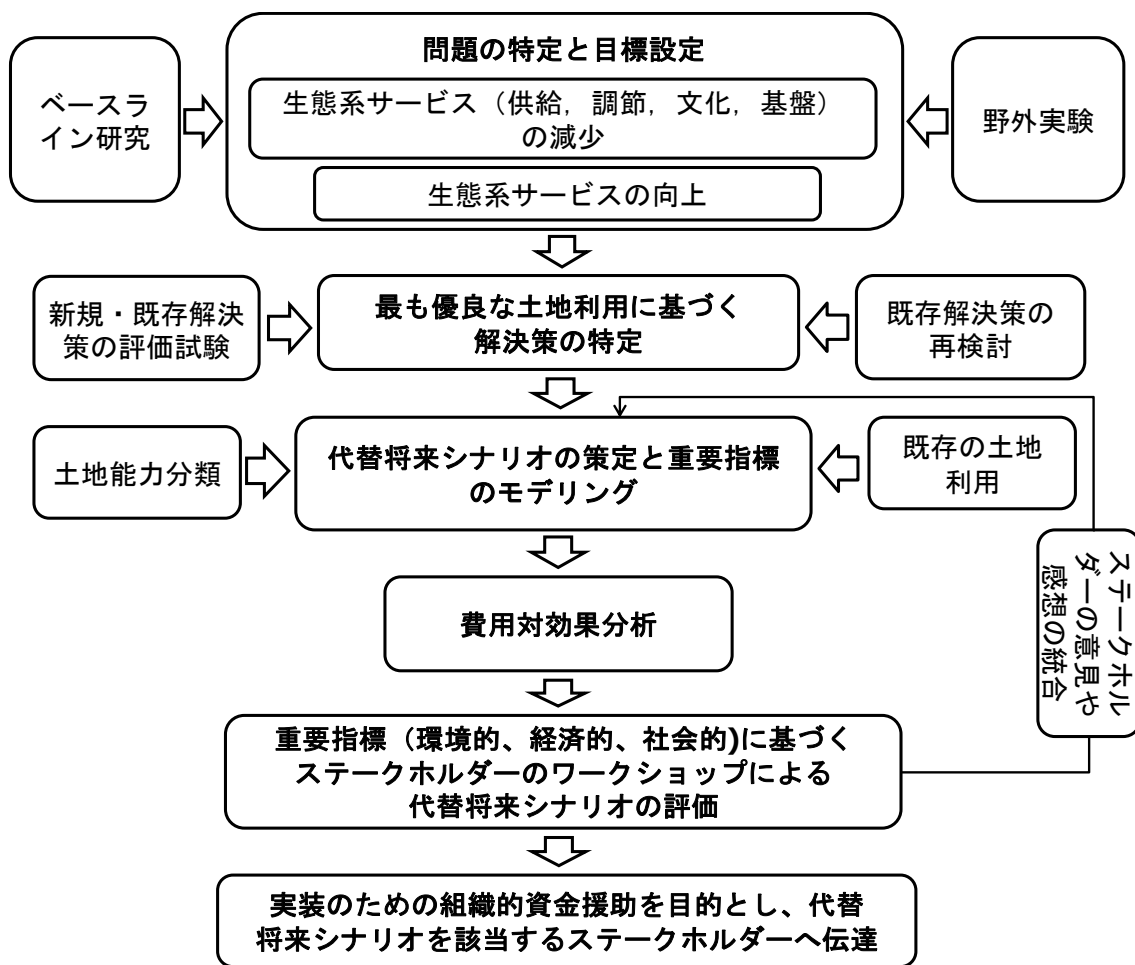 問題の特定と目標設定
ベースラ
イン研究
生態系サービス（供給，調節，文化，基盤）
の減少
野外実験
生態系サービスの向上
新規・既存解決
策の評価試験
最も優良な土地利用に基づく
解決策の特定
既存解決策の
再検討
土地能力分類
代替将来シナリオの策定と重要指標
のモデリング
既存の土地
利用
ステークホル
ダーの意見や
感想の統合
費用対効果分析
重要指標（環境的、経済的、社会的)に基づく
ステークホルダーのワークショップによる
代替将来シナリオの評価
実装のための組織的資金援助を目的とし、代替
将来シナリオを該当するステークホルダーへ伝達